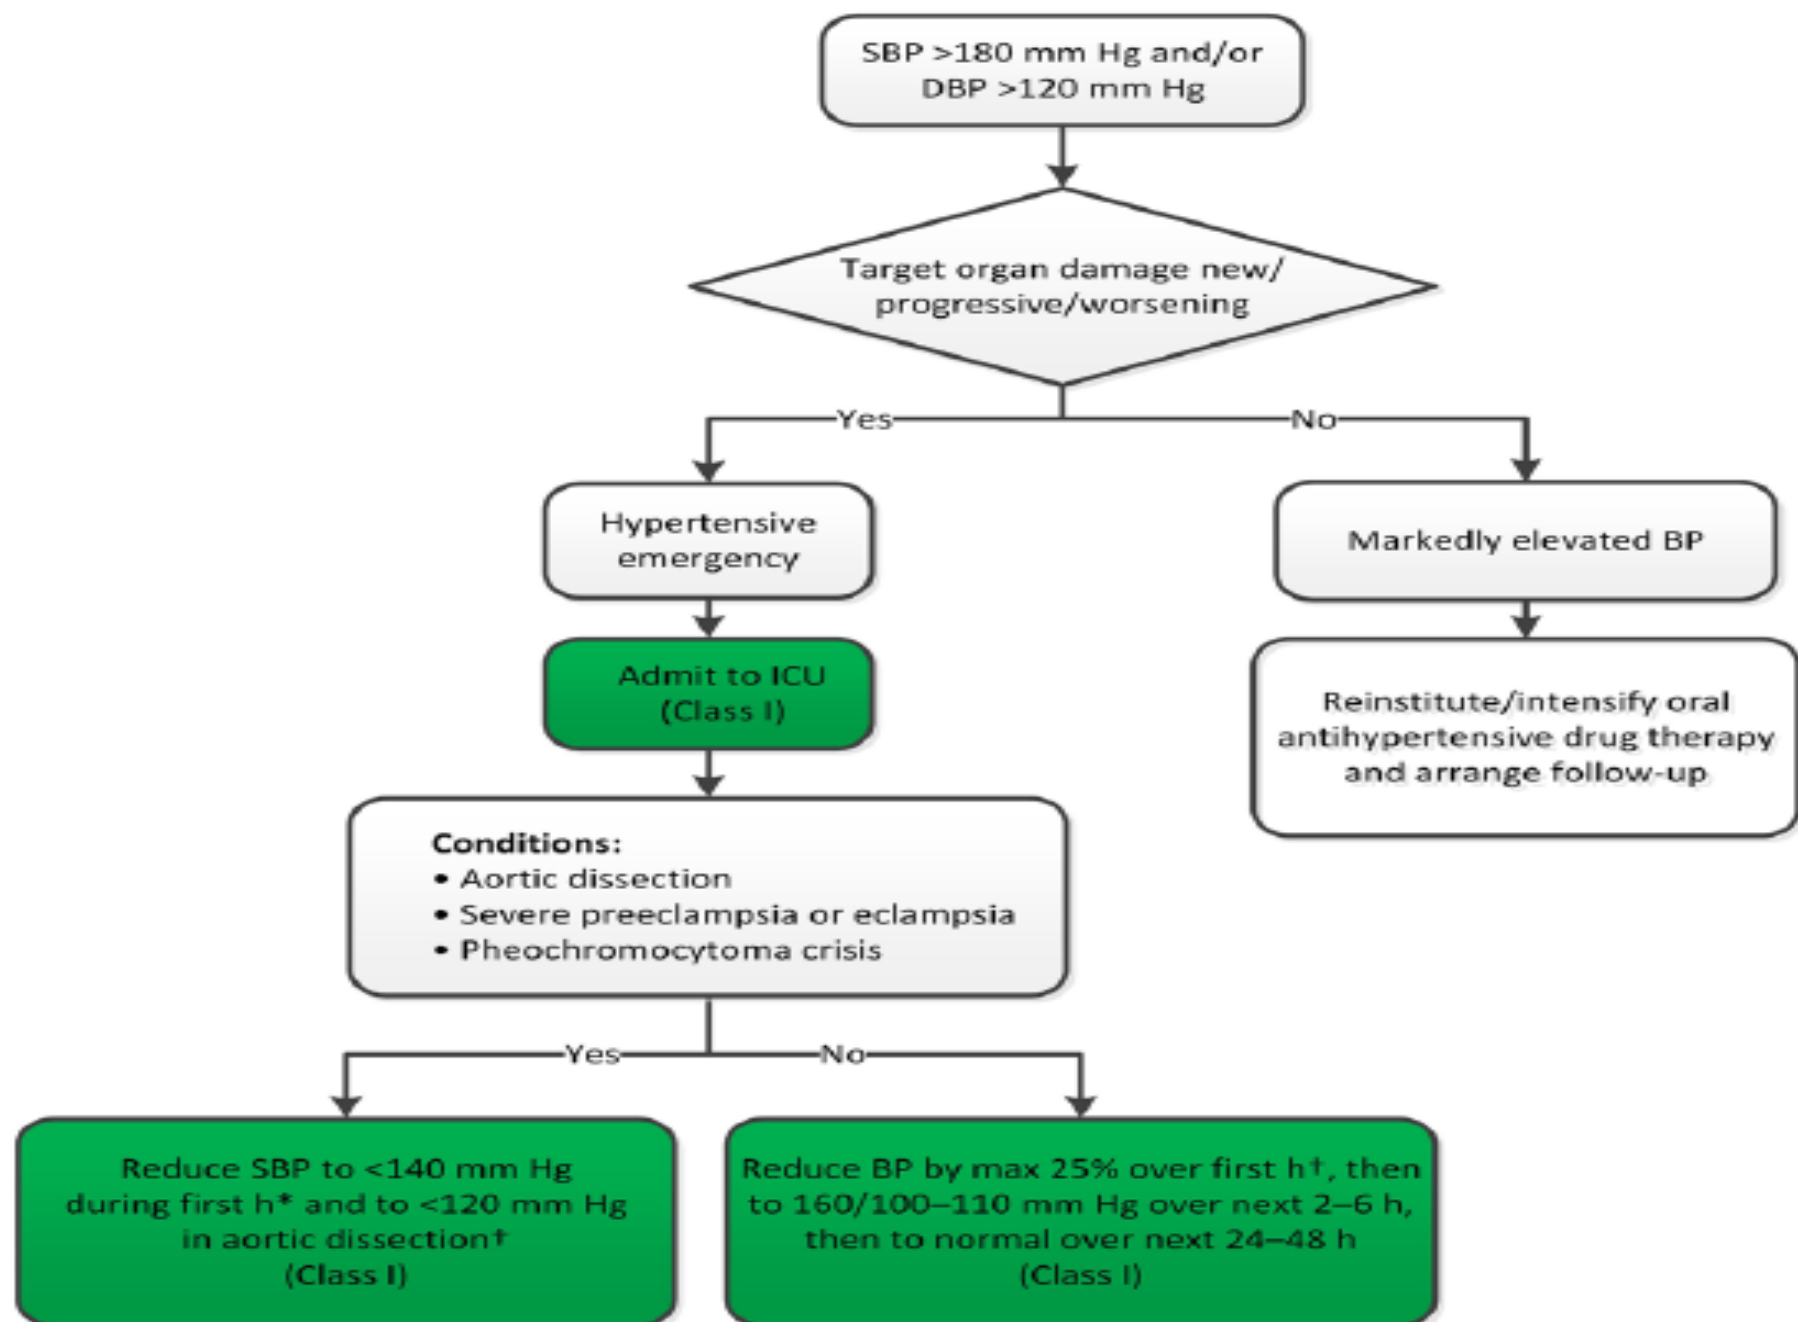 SBP >180 mm Hg and/or
DBP >120 mm Hg
Target organ damage new/
progressive/worsening
Yes
No
Hypertensive
emergency
Markedly elevated BP
Admit to ICU
(Class I)
Reinstitute/intensify oral
antihypertensive drug therapy
and arrange follow-up
Conditions:
• Aortic dissection
• Severe preeclampsia or eclampsia
• Pheochromocytoma crisis
Yes
No
Reduce SBP to <140 mm Hg
during first h* and to <120 mm Hg
in aortic dissection†
(Class I)
Reduce BP by max 25% over first h†, then
to 160/100–110 mm Hg over next 2–6 h,
then to normal over next 24–48 h
(Class I)